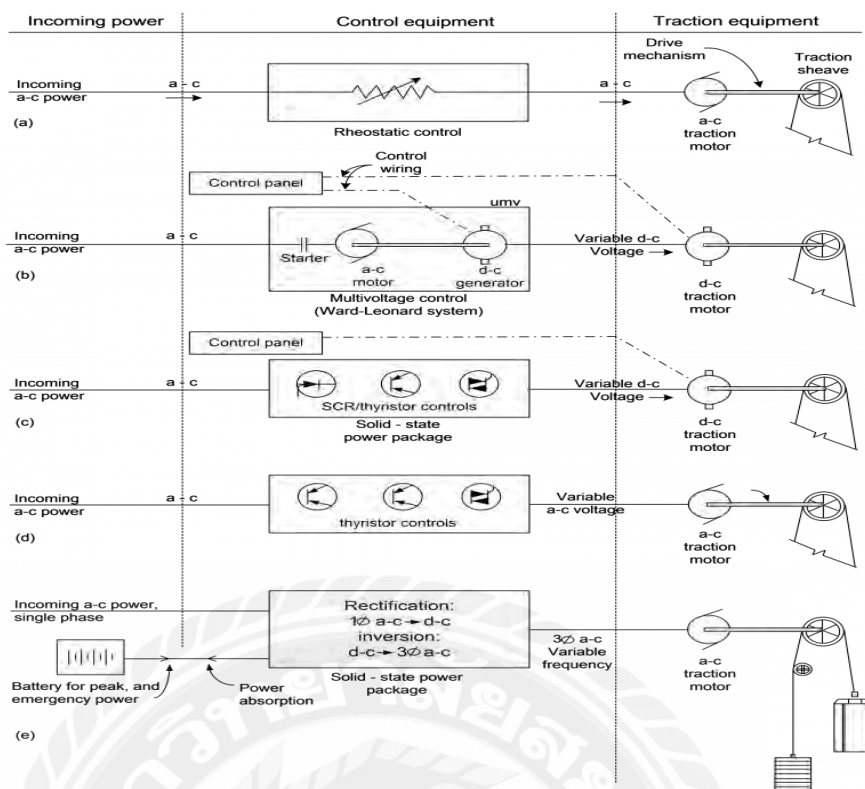 Incoming power
Control equipment
Traction equipment
Drive
mechanism
Traction
sheave
Incoming
a-c power
a - c
a - c
(a)
Rheostatic control
a-c
traction
motor
Control
wiring
Control panel
umv
Incoming
a-c power
a - c
(b)
Starter
a-c
motor
d-c
generator
Multivoltage control
(Ward-Leonard system)
Variable d-c
Voltage
d-c
traction
motor
Control panel
Incoming
a-c power
a - c
(c)
SCR/thyristor controls
Solid - state
power package
Variable d-c
Voltage
d-c
traction
motor
Incoming
a-c power
a - c
(d)
thyristor controls
Variable
a-c voltage
a-c
traction
motor
Incoming a-c power,
single phase
Rectification:
1Ø a-c → d-c
inversion:
d-c → 3Ø a-c
3Ø a-c
Variable
frequency
Battery for peak, and
emergency power
Power
absorption
Solid - state power
package
a-c
traction
motor
(e)